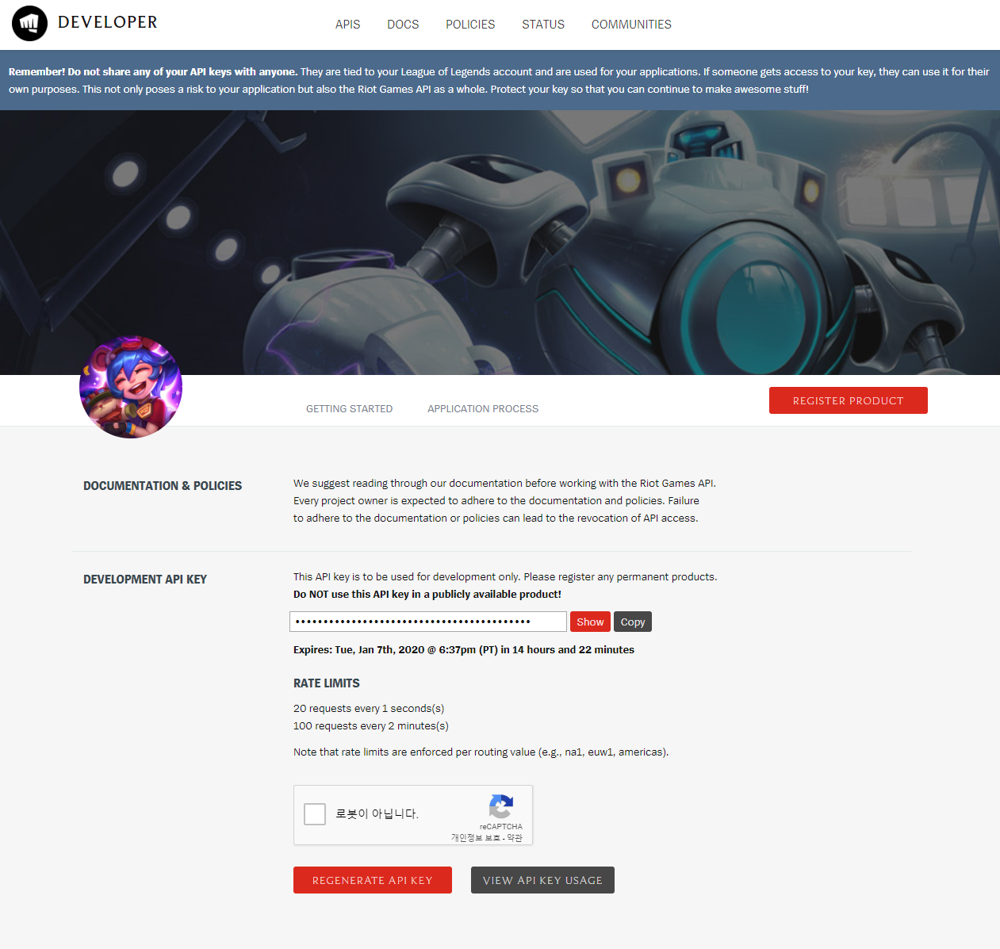 DEVELOPER
APIS DOCS POLICIES STATUS COMMUNITIES
Remember! Do not share any of your API keys with anyone. They are tied to your League of Legends account and are used for your applications. If someone gets access to your key, they can use it for their
own purposes. This not only poses a risk to your application but also the Riot Games API as a whole. Protect your key so that you can continue to make awesome stuff!
GETTING STARTED APPLICATION PROCESS
REGISTER PRODUCT
DOCUMENTATION & POLICIES
We suggest reading through our documentation before working with the Riot Games API.
Every project owner is expected to adhere to the documentation and policies. Failure
to adhere to the documentation or policies can lead to the revocation of API access.
DEVELOPMENT API KEY
This API key is to be used for development only. Please register any permanent products.
Do NOT use this API key in a publicly available product!
Show Copy
Expires: Tue, Jan 7th, 2020 @ 6:37pm (PT) in 14 hours and 22 minutes
RATE LIMITS
20 requests every 1 seconds(s)
100 requests every 2 minutes(s)
Note that rate limits are enforced per routing value (e.g., na1, euw1, americas).
로봇이 아닙니다.
reCAPTCHA
개인정보 보호 - 약관
REGENERATE API KEY VIEW API KEY USAGE